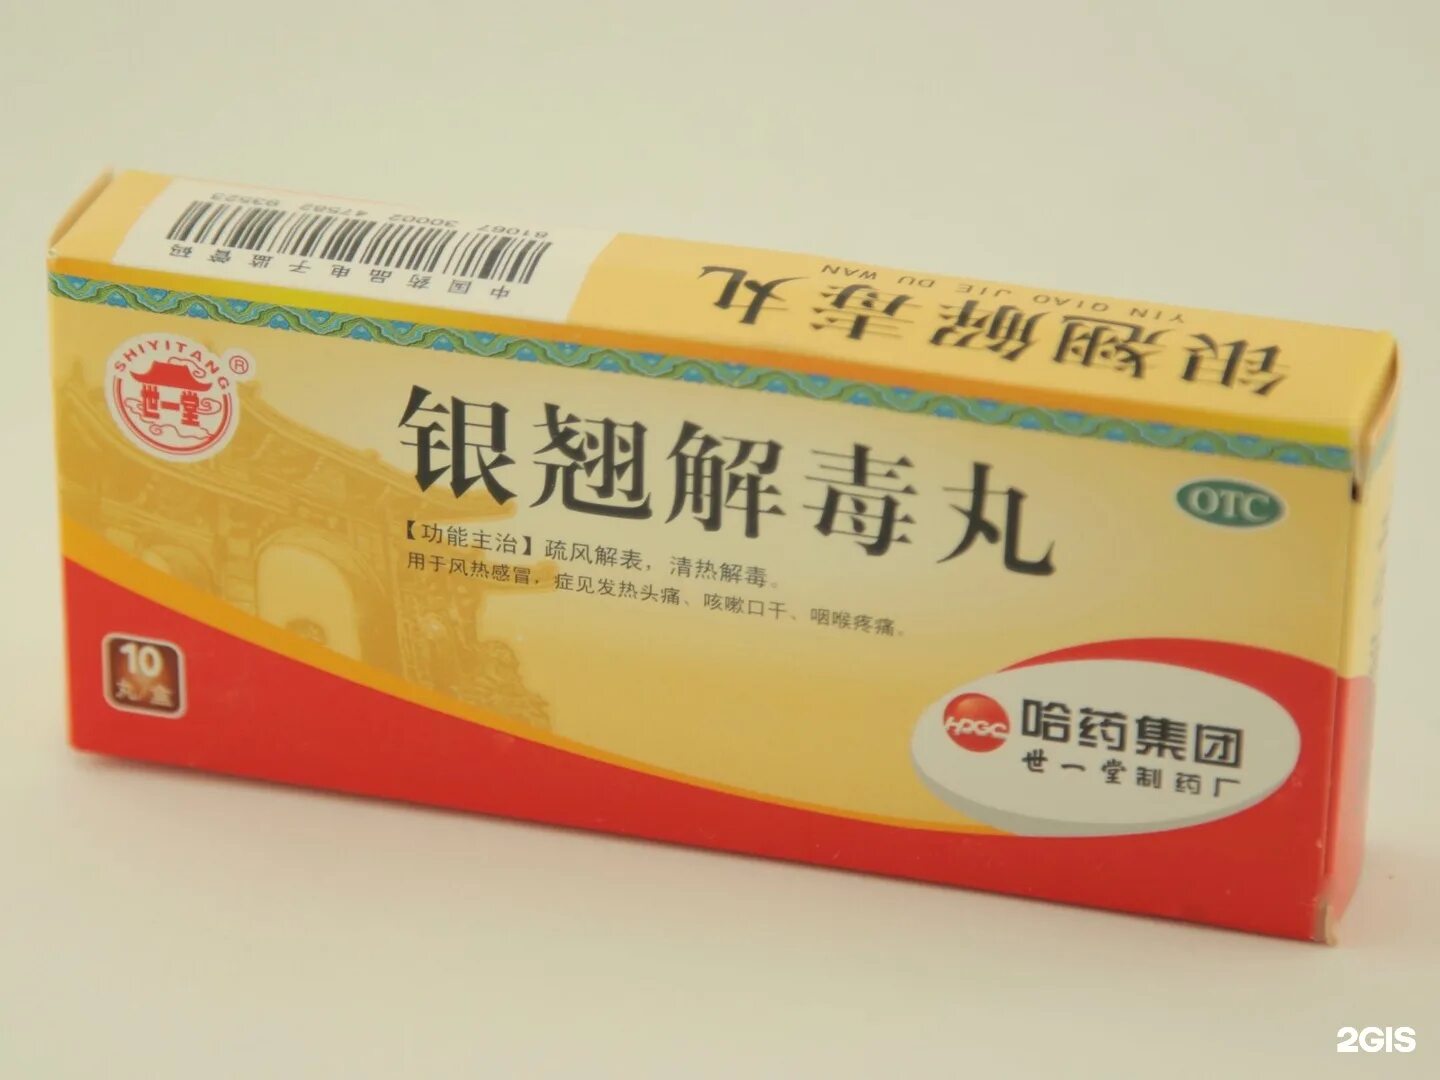 中国药品电子监管码
81067 30002 47582 93523
银翘解毒丸
YIN QIAO JIE DU WAN
SHIYITANG®
世一堂
银翘解毒丸
OTC
【功能主治】疏风解表，清热解毒。
用于风热感冒，症见发热头痛、咳嗽口干、咽喉疼痛。
10
丸/盒
HPGC
哈药集团
世一堂制药厂
2GIS